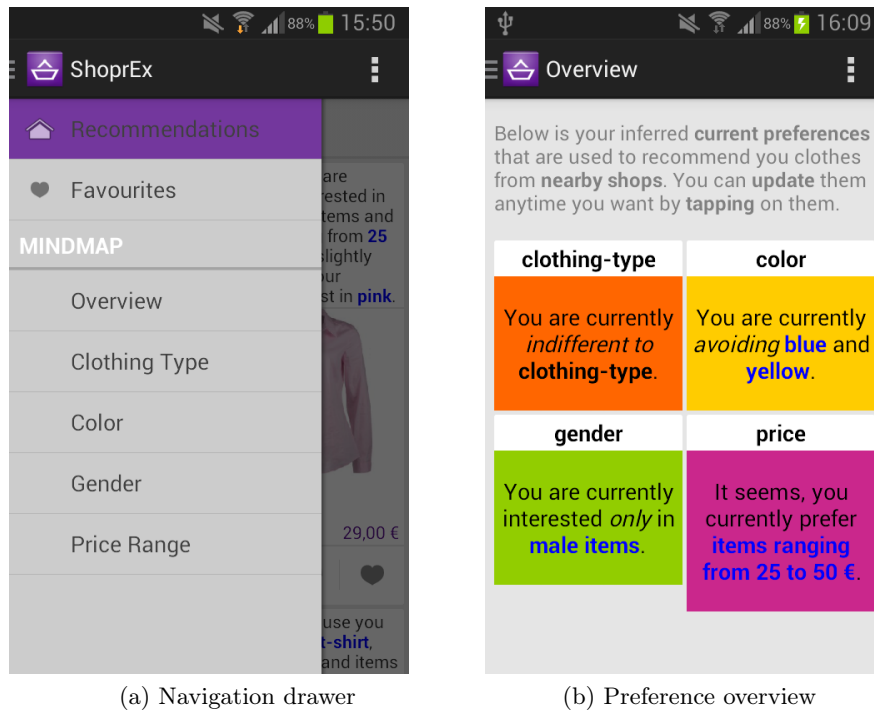 88% 15:50
ShoprEx
Recommendations
Favourites
MINDMAP
Overview
Clothing Type
Color
Gender
Price Range
are
rested in
tems and
from 25
slightly
our
st in pink.
29,00 €
use you
t-shirt,
and items
(a) Navigation drawer
88% 16:09
Overview
Below is your inferred current preferences
that are used to recommend you clothes
from nearby shops. You can update them
anytime you want by tapping on them.
clothing-type
You are currently
indifferent to
clothing-type.
color
You are currently
avoiding blue and
yellow.
gender
You are currently
interested only in
male items.
price
It seems, you
currently prefer
items ranging
from 25 to 50 €.
(b) Preference overview